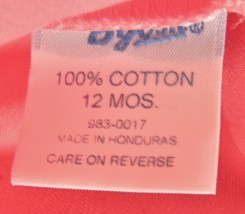 100% COTTON
12 MOS.
983-0017
MADE IN HONDURAS
CARE ON REVERSE